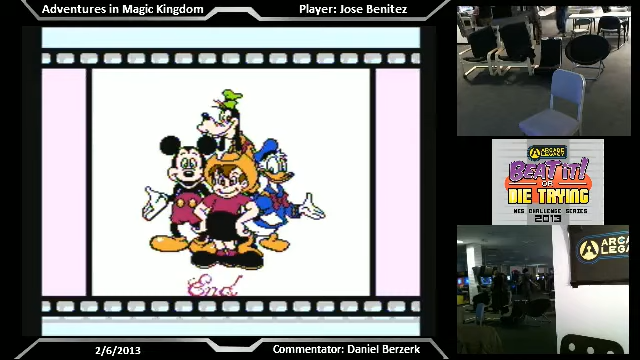 Adventures in Magic Kingdom
Player: Jose Benitez
End
ARCADE
LEGACY
BEAT IT!
OR
DIE TRYING
NES CHALLENGE SERIES
2013
ARC
LEGA
2/6/2013
Commentator: Daniel Berzerk